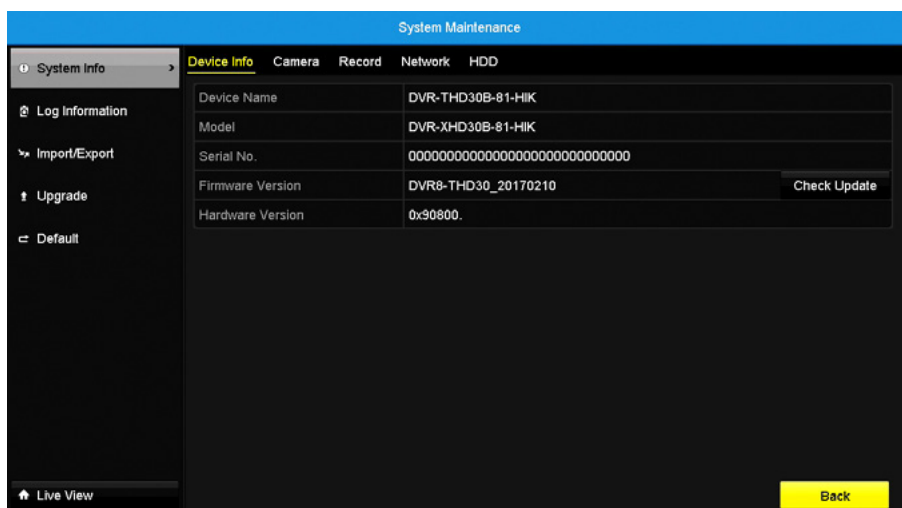 System Maintenance
System Info
Log Information
Import/Export
Upgrade
Default
Live View
Device Info Camera Record Network HDD
Device Name DVR-THD30B-81-HIK
Model DVR-XHD30B-81-HIK
Serial No. 00000000000000000000000000000
Firmware Version DVR8-THD30_20170210 Check Update
Hardware Version 0x90800.
Back